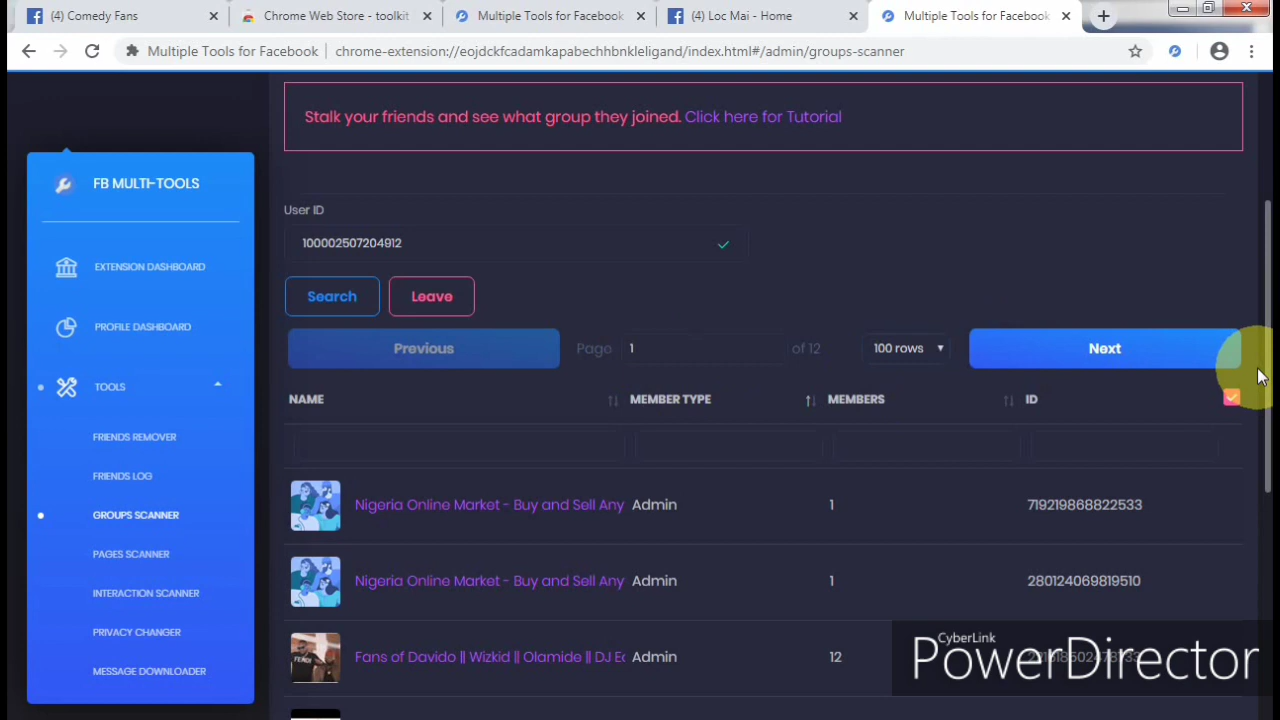 (4) Comedy Fans
Chrome Web Store - toolkit
Multiple Tools for Facebook
(4) Loc Mai - Home
Multiple Tools for Facebook
Multiple Tools for Facebook
chrome-extension://eojdckfcadamkapabechhbnkleligand/index.html#/admin/groups-scanner
Stalk your friends and see what group they joined. Click here for Tutorial
FB MULTI-TOOLS
EXTENSION DASHBOARD
PROFILE DASHBOARD
TOOLS
FRIENDS REMOVER
FRIENDS LOG
GROUPS SCANNER
PAGES SCANNER
INTERACTION SCANNER
PRIVACY CHANGER
MESSAGE DOWNLOADER
User ID
100002507204912
Search
Leave
Previous
Page 1 of 12
100 rows
Next
NAME MEMBER TYPE MEMBERS ID
Nigeria Online Market - Buy and Sell Any Admin 1 719219868822533
Nigeria Online Market - Buy and Sell Any Admin 1 280124069819510
Fans of Davido || Wizkid || Olamide || DJ Admin 12
CyberLink
PowerDirector